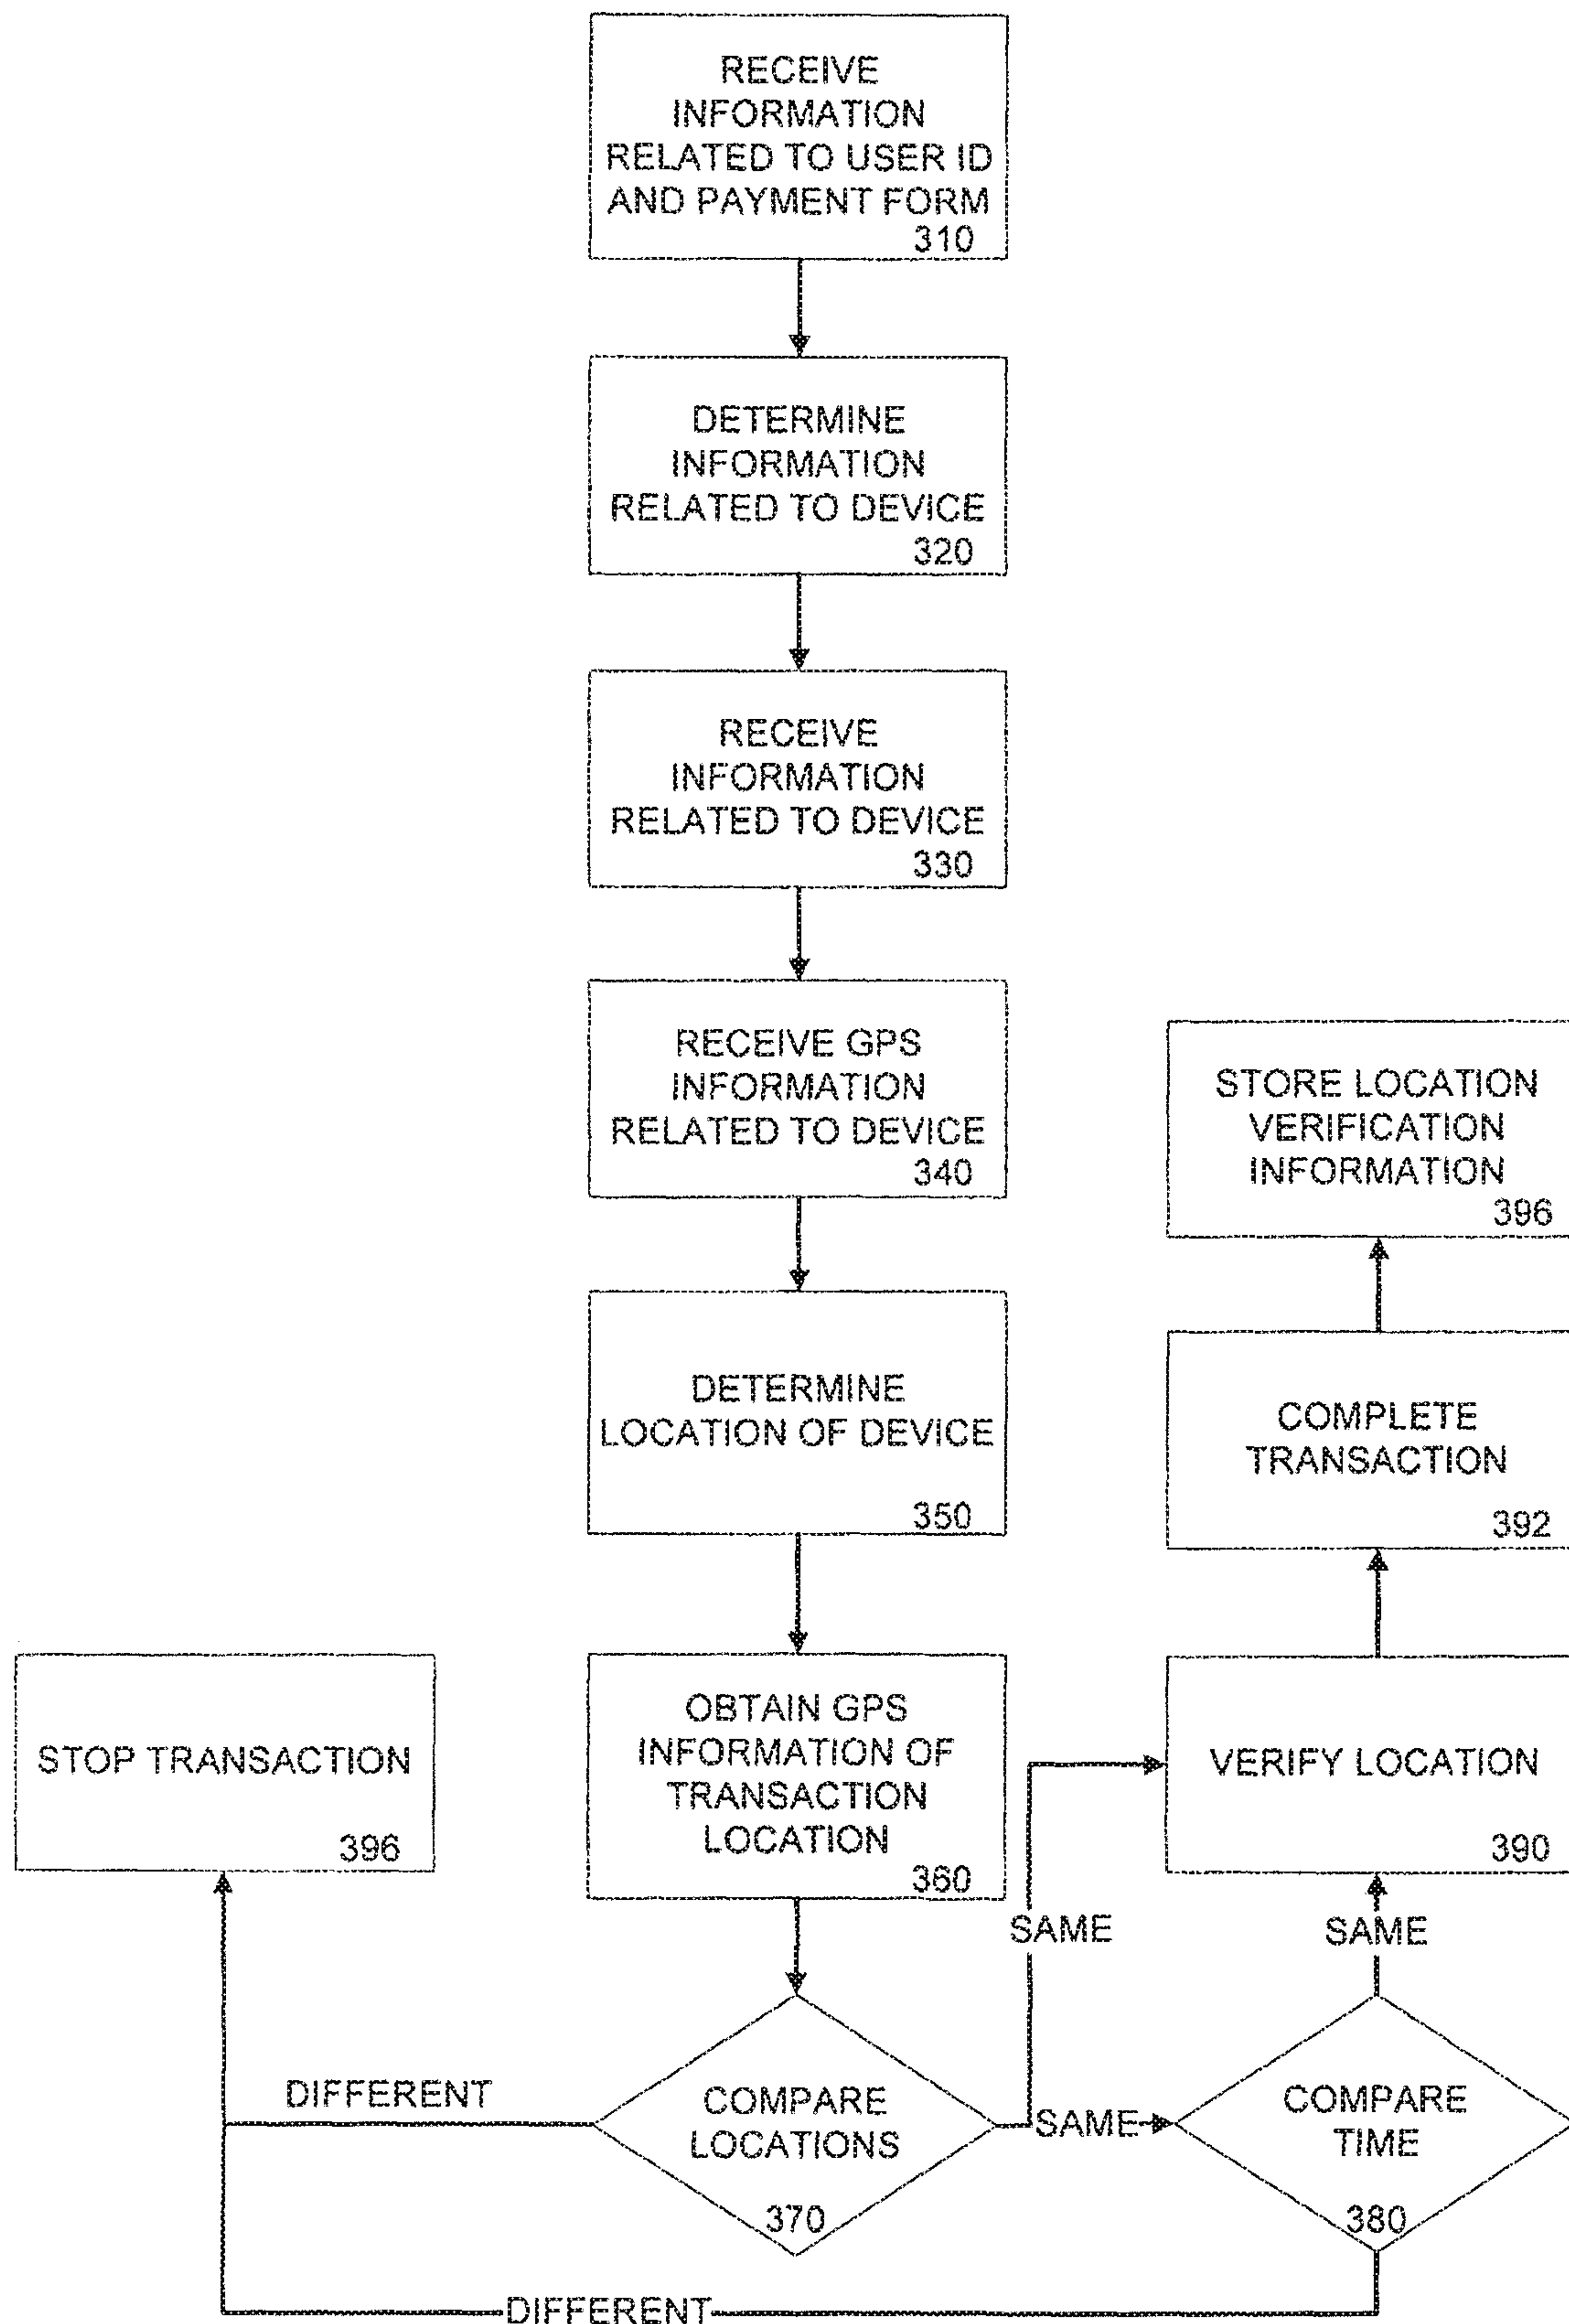 RECEIVE
INFORMATION
RELATED TO USER ID
AND PAYMENT FORM
310
DETERMINE
INFORMATION
RELATED TO DEVICE
320
RECEIVE
INFORMATION
RELATED TO DEVICE
330
RECEIVE GPS
INFORMATION
RELATED TO DEVICE
340
DETERMINE
LOCATION OF DEVICE
350
OBTAIN GPS
INFORMATION OF
TRANSACTION
LOCATION
360
COMPARE
LOCATIONS
370
DIFFERENT
STOP TRANSACTION
396
SAME
SAME
COMPARE
TIME
380
DIFFERENT
SAME
VERIFY LOCATION
390
COMPLETE
TRANSACTION
392
STORE LOCATION
VERIFICATION
INFORMATION
396